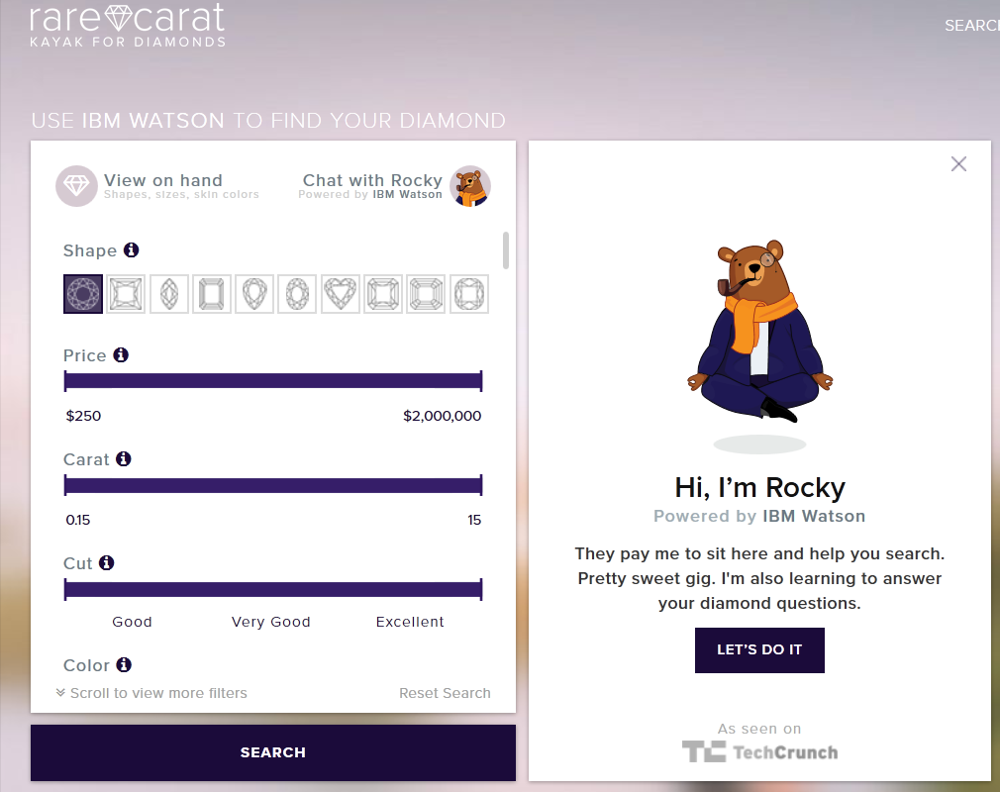 rare carat
KAYAK FOR DIAMONDS
SEARC
USE IBM WATSON TO FIND YOUR DIAMOND
View on hand
Shapes, sizes, skin colors
Chat with Rocky
Powered by IBM Watson
Shape
Price
$250
$2,000,000
Carat
0.15
15
Cut
Good
Very Good
Excellent
Color
Scroll to view more filters
Reset Search
SEARCH
Hi, I'm Rocky
Powered by IBM Watson
They pay me to sit here and help you search.
Pretty sweet gig. I'm also learning to answer
your diamond questions.
LET'S DO IT
As seen on
TC TechCrunch